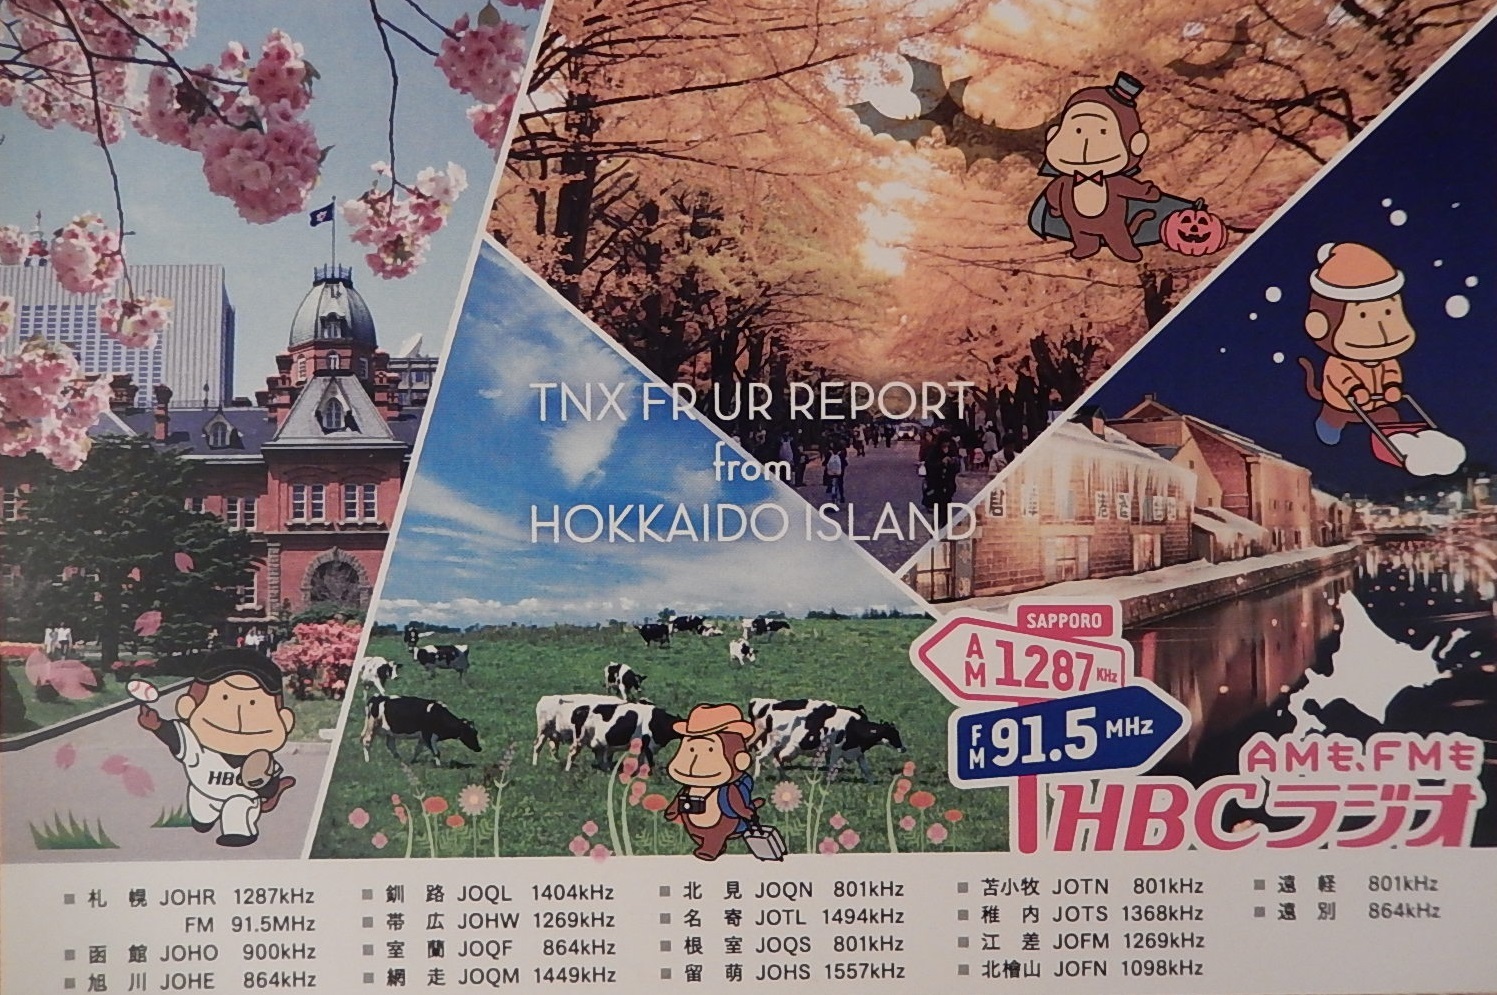 TNX FR UR REPORT
from
HOKKAIDO ISLAND
HBC
SAPPORO
AM 1287 KHz
FM 91.5 MHz
AMも、FMも
HBCラジオ
■ 札 幌 JOHR 1287kHz
FM 91.5MHz
■ 函 館 JOHO 900kHz
■ 旭 川 JOHE 864kHz
■ 釧 路 JOQL 1404kHz
■ 帯 広 JOHW 1269kHz
■ 室 蘭 JOQF 864kHz
■ 網 走 JOQM 1449kHz
■ 北 見 JOQN 801kHz
■ 名 寄 JOTL 1494kHz
■ 根 室 JOQS 801kHz
■ 留 萌 JOHS 1557kHz
■ 苫小牧 JOTN 801kHz
■ 稚 内 JOTS 1368kHz
■ 江 差 JOFM 1269kHz
■ 北檜山 JOFN 1098kHz
■ 遠 軽 801kHz
■ 遠 別 864kHz